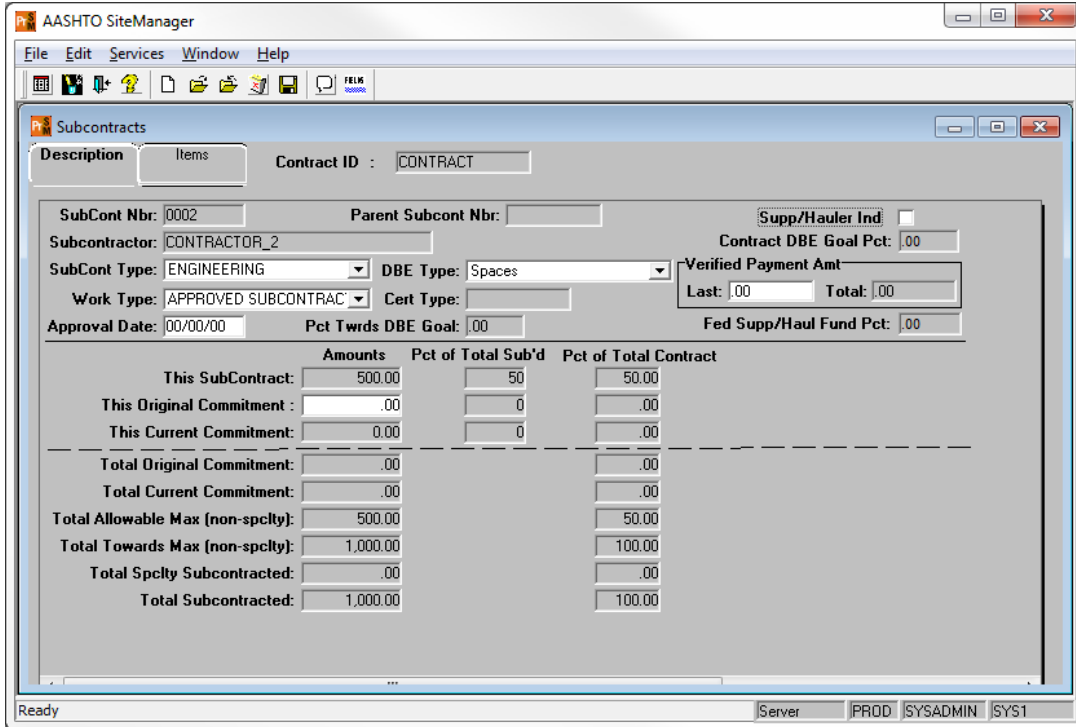 AASHTO SiteManager
File Edit Services Window Help
FELIS
Subcontracts
Description Items Contract ID : CONTRACT
SubCont Nbr: 0002 Parent Subcont Nbr: Supp/Hauler Ind
Subcontractor: CONTRACTOR_2 Contract DBE Goal Pct: .00
SubCont Type: ENGINEERING DBE Type: Spaces Verified Payment Amt
Last: .00 Total: .00
Work Type: APPROVED SUBCONTRAC Cert Type:
Approval Date: 00/00/00 Pct Twrds DBE Goal: .00 Fed Supp/Haul Fund Pct: .00
Amounts Pct of Total Sub'd Pct of Total Contract
This SubContract: 500.00 50 50.00
This Original Commitment : .00 0 .00
This Current Commitment: 0.00 0 .00
Total Original Commitment: .00 .00
Total Current Commitment: .00 .00
Total Allowable Max (non-spclty): 500.00 50.00
Total Towards Max (non-spclty): 1,000.00 100.00
Total Spclty Subcontracted: .00 .00
Total Subcontracted: 1,000.00 100.00
Ready Server PROD SYSADMIN SYS1